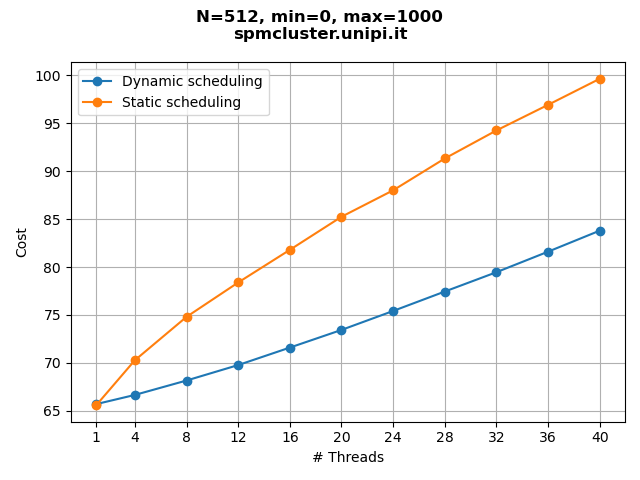 N=512, min=0, max=1000
spmcluster.unipi.it
Dynamic scheduling
Static scheduling
100
95
90
85
80
75
70
65
Cost
1 4 8 12 16 20 24 28 32 36 40
# Threads